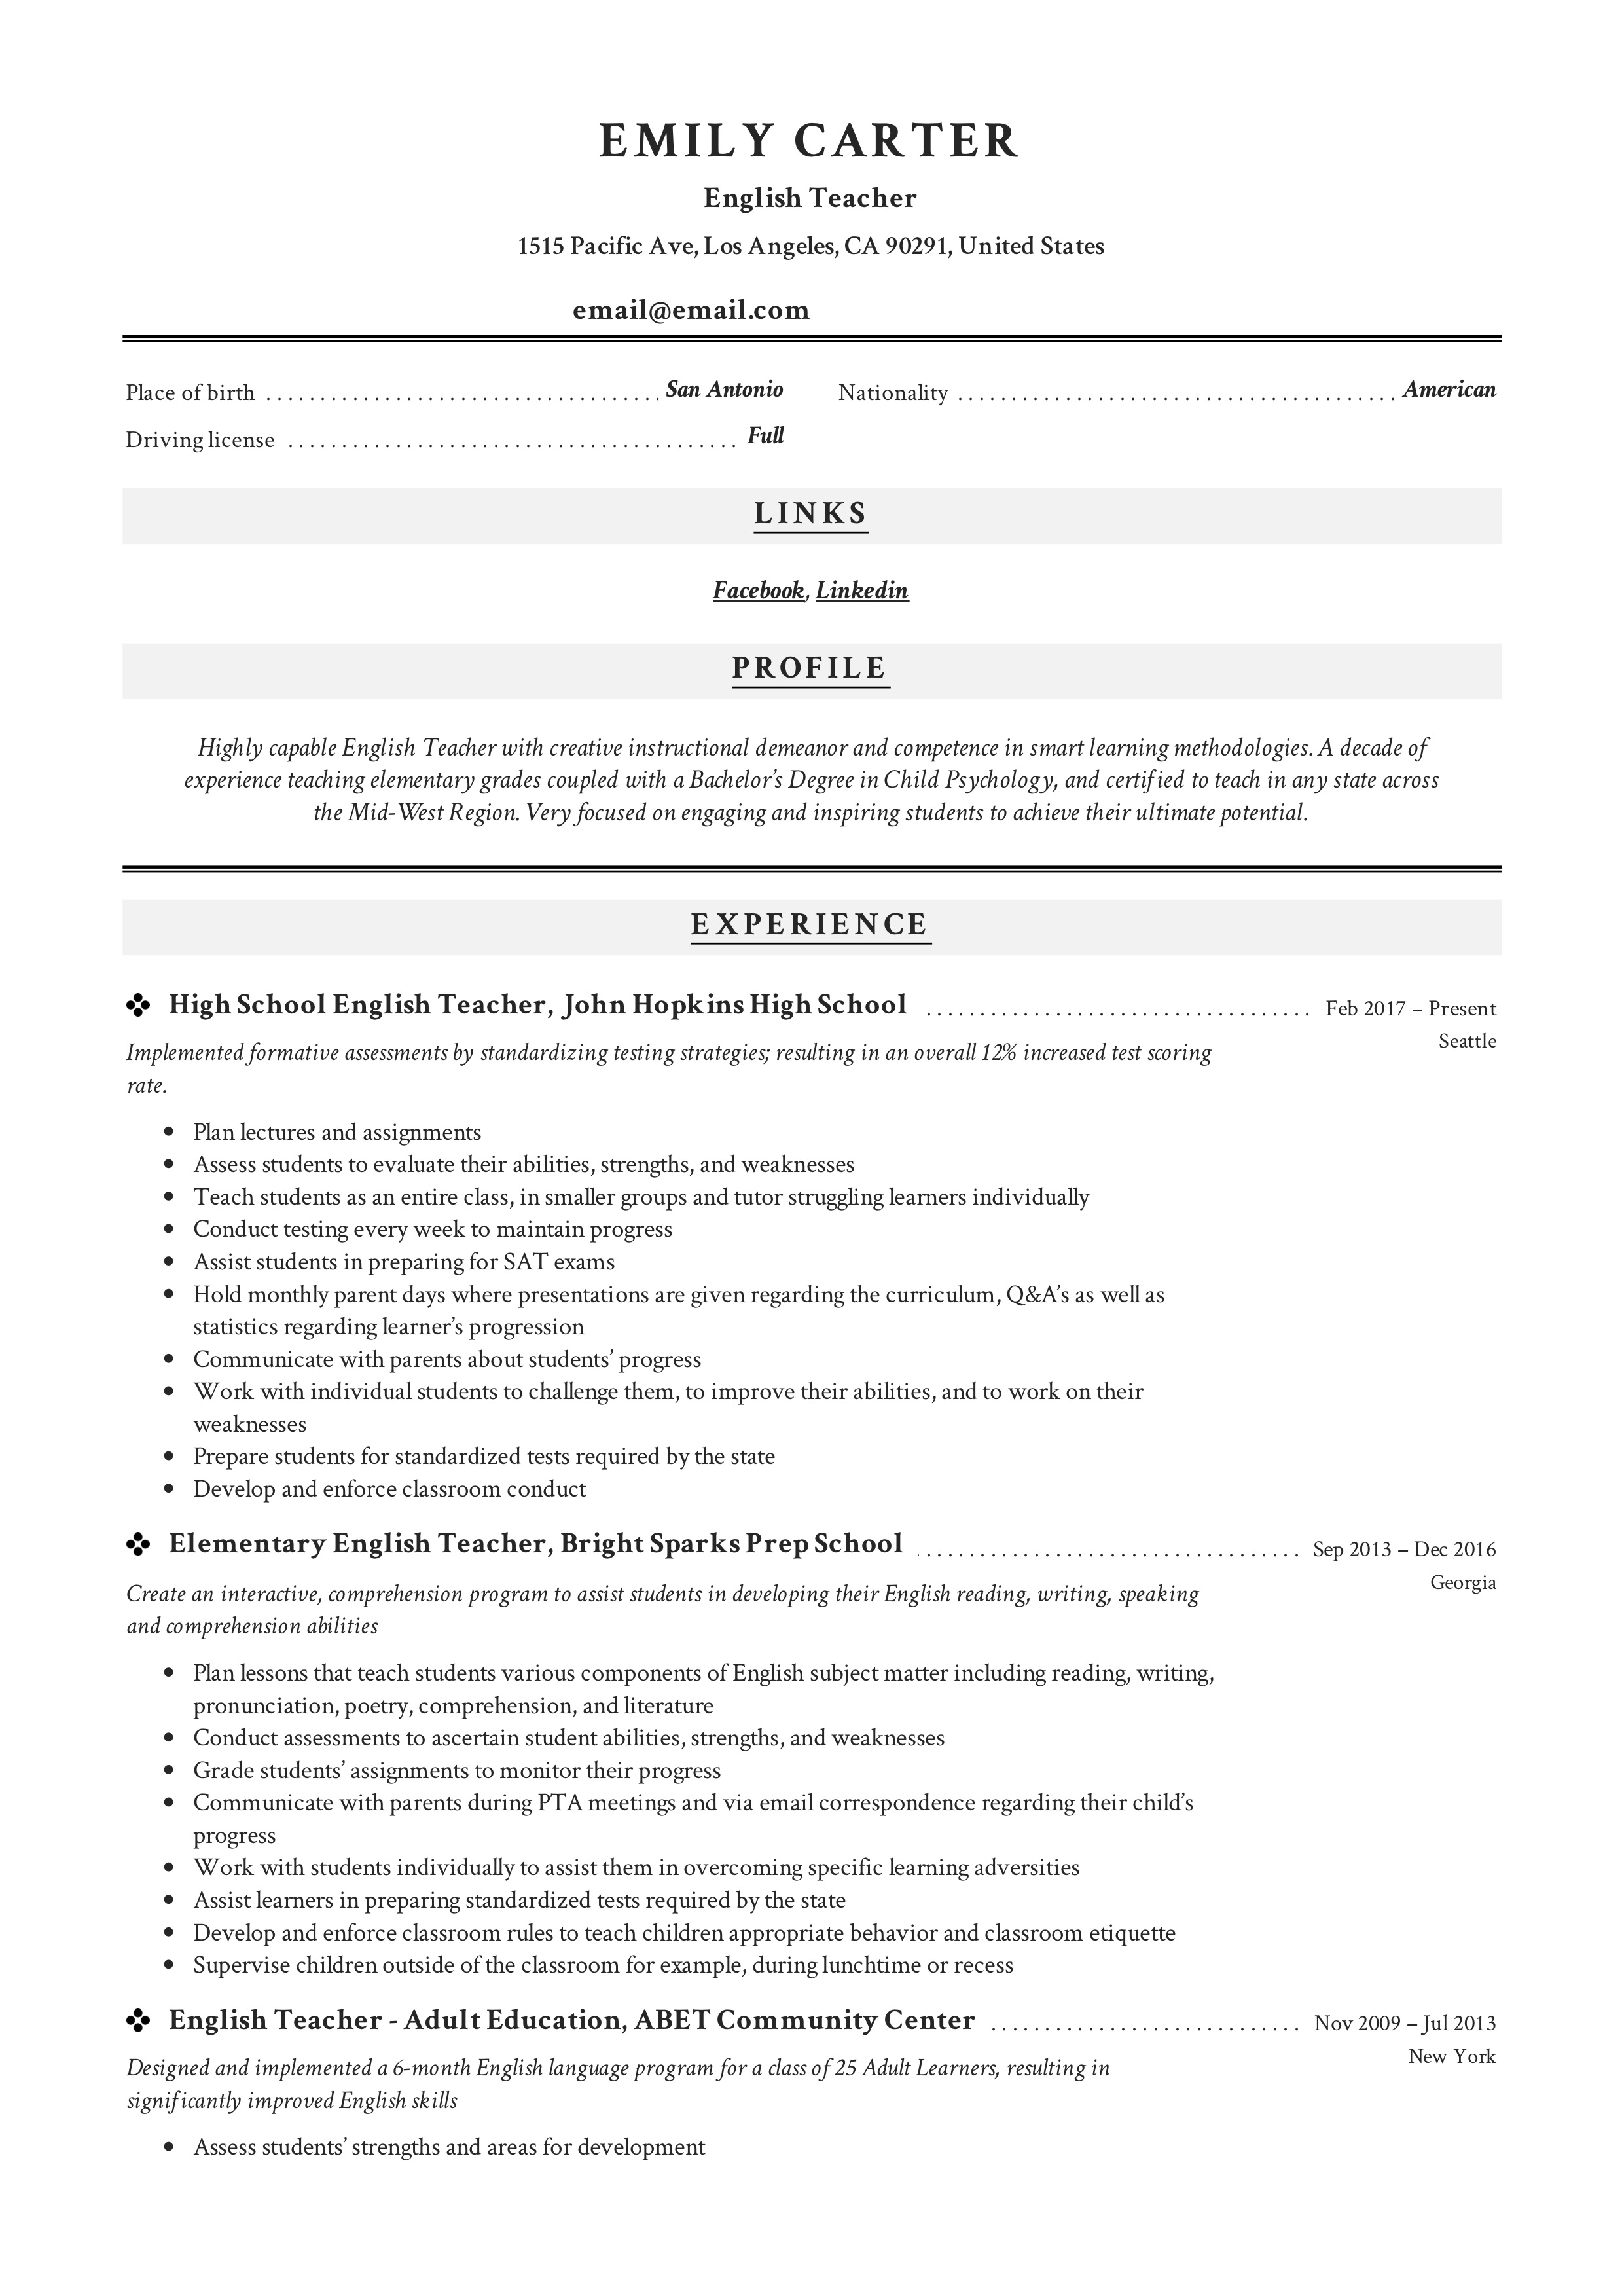 EMILY CARTER
English Teacher
1515 Pacific Ave, Los Angeles, CA 90291, United States
email@email.com
Place of birth San Antonio Nationality American
Driving license Full
LINKS
Facebook, Linkedin
PROFILE
Highly capable English Teacher with creative instructional demeanor and competence in smart learning methodologies. A decade of
experience teaching elementary grades coupled with a Bachelor’s Degree in Child Psychology, and certified to teach in any state across
the Mid-West Region. Very focused on engaging and inspiring students to achieve their ultimate potential.
EXPERIENCE
High School English Teacher, John Hopkins High School Feb 2017 – Present
Seattle
Implemented formative assessments by standardizing testing strategies; resulting in an overall 12% increased test scoring
rate.
• Plan lectures and assignments
• Assess students to evaluate their abilities, strengths, and weaknesses
• Teach students as an entire class, in smaller groups and tutor struggling learners individually
• Conduct testing every week to maintain progress
• Assist students in preparing for SAT exams
• Hold monthly parent days where presentations are given regarding the curriculum, Q&A’s as well as
statistics regarding learner’s progression
• Communicate with parents about students’ progress
• Work with individual students to challenge them, to improve their abilities, and to work on their
weaknesses
• Prepare students for standardized tests required by the state
• Develop and enforce classroom conduct
Elementary English Teacher, Bright Sparks Prep School Sep 2013 – Dec 2016
Georgia
Create an interactive, comprehension program to assist students in developing their English reading, writing, speaking
and comprehension abilities
• Plan lessons that teach students various components of English subject matter including reading, writing,
pronunciation, poetry, comprehension, and literature
• Conduct assessments to ascertain student abilities, strengths, and weaknesses
• Grade students’ assignments to monitor their progress
• Communicate with parents during PTA meetings and via email correspondence regarding their child’s
progress
• Work with students individually to assist them in overcoming specific learning adversities
• Assist learners in preparing standardized tests required by the state
• Develop and enforce classroom rules to teach children appropriate behavior and classroom etiquette
• Supervise children outside of the classroom for example, during lunchtime or recess
English Teacher - Adult Education, ABET Community Center Nov 2009 – Jul 2013
New York
Designed and implemented a 6-month English language program for a class of 25 Adult Learners, resulting in
significantly improved English skills
• Assess students’ strengths and areas for development